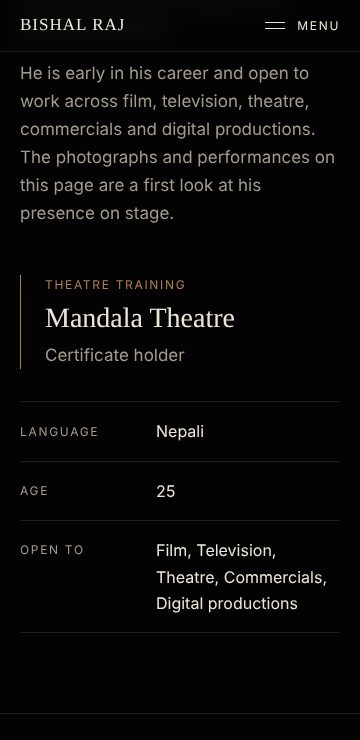 BISHAL RAJ
MENU
He is early in his career and open to
work across film, television, theatre,
commercials and digital productions.
The photographs and performances on
this page are a first look at his
presence on stage.
THEATRE TRAINING
Mandala Theatre
Certificate holder
LANGUAGE
Nepali
AGE
25
OPEN TO
Film, Television,
Theatre, Commercials,
Digital productions